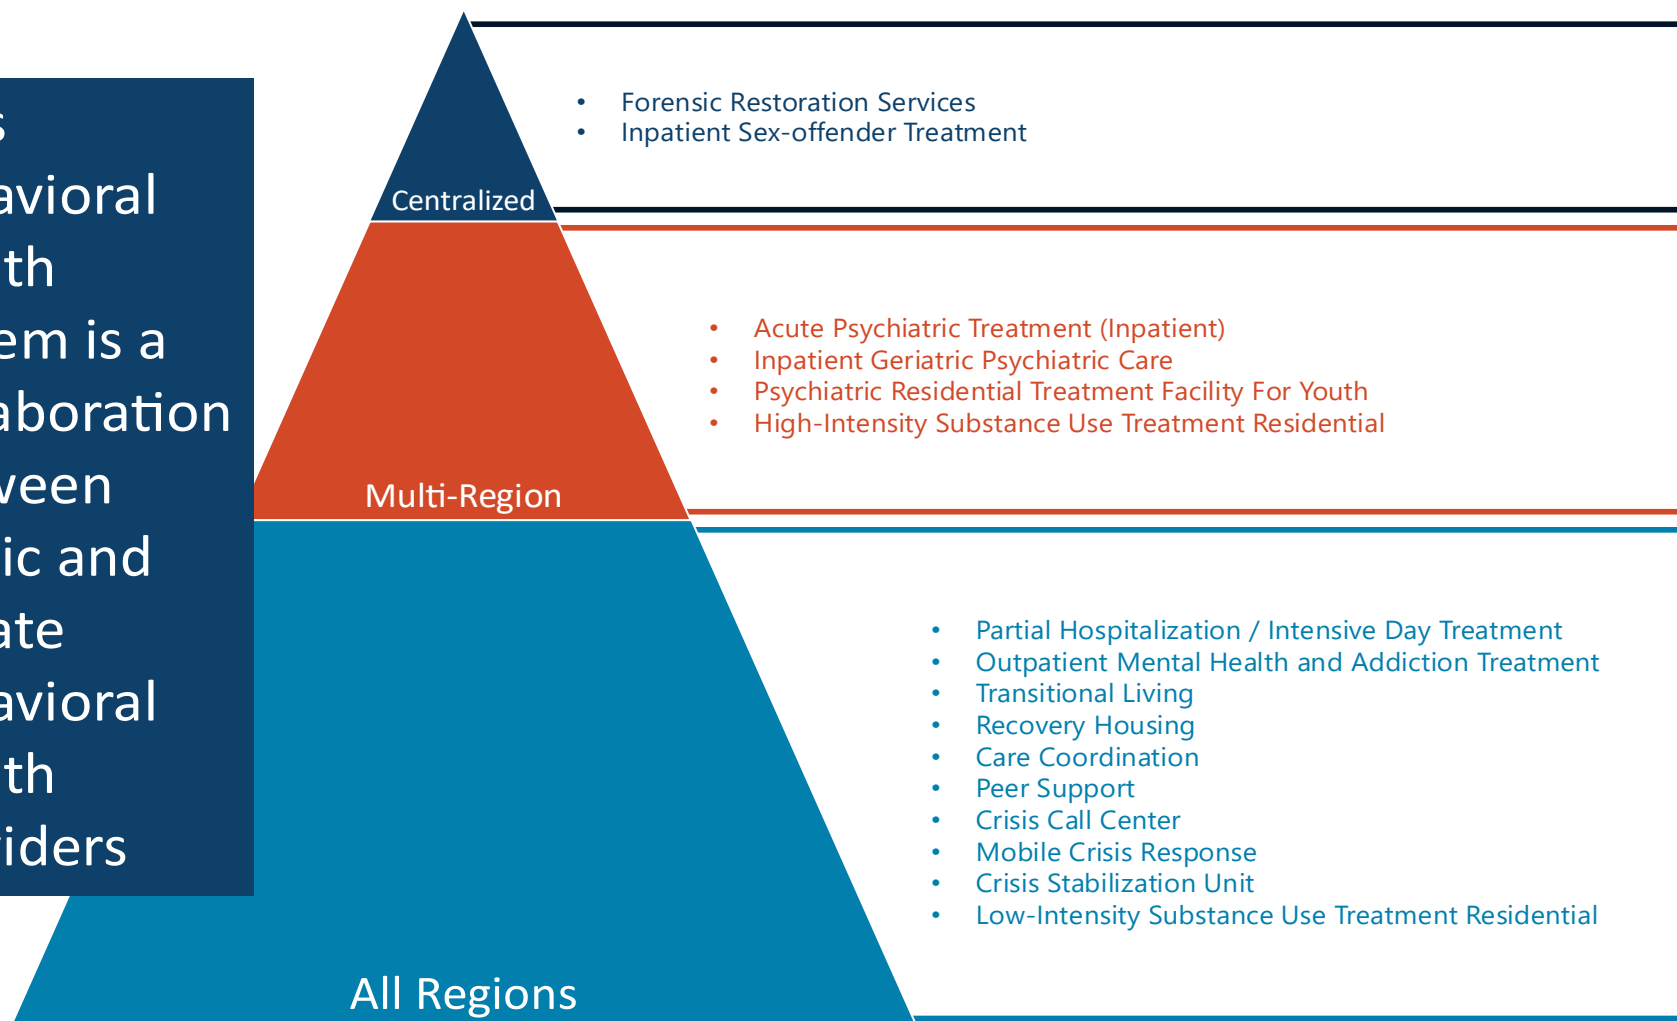 s
avioral
th
em is a
aboration
ween
ic and
ate
avioral
th
iders
• Forensic Restoration Services
• Inpatient Sex-offender Treatment
Centralized
• Acute Psychiatric Treatment (Inpatient)
• Inpatient Geriatric Psychiatric Care
• Psychiatric Residential Treatment Facility For Youth
• High-Intensity Substance Use Treatment Residential
Multi-Region
• Partial Hospitalization / Intensive Day Treatment
• Outpatient Mental Health and Addiction Treatment
• Transitional Living
• Recovery Housing
• Care Coordination
• Peer Support
• Crisis Call Center
• Mobile Crisis Response
• Crisis Stabilization Unit
• Low-Intensity Substance Use Treatment Residential
All Regions